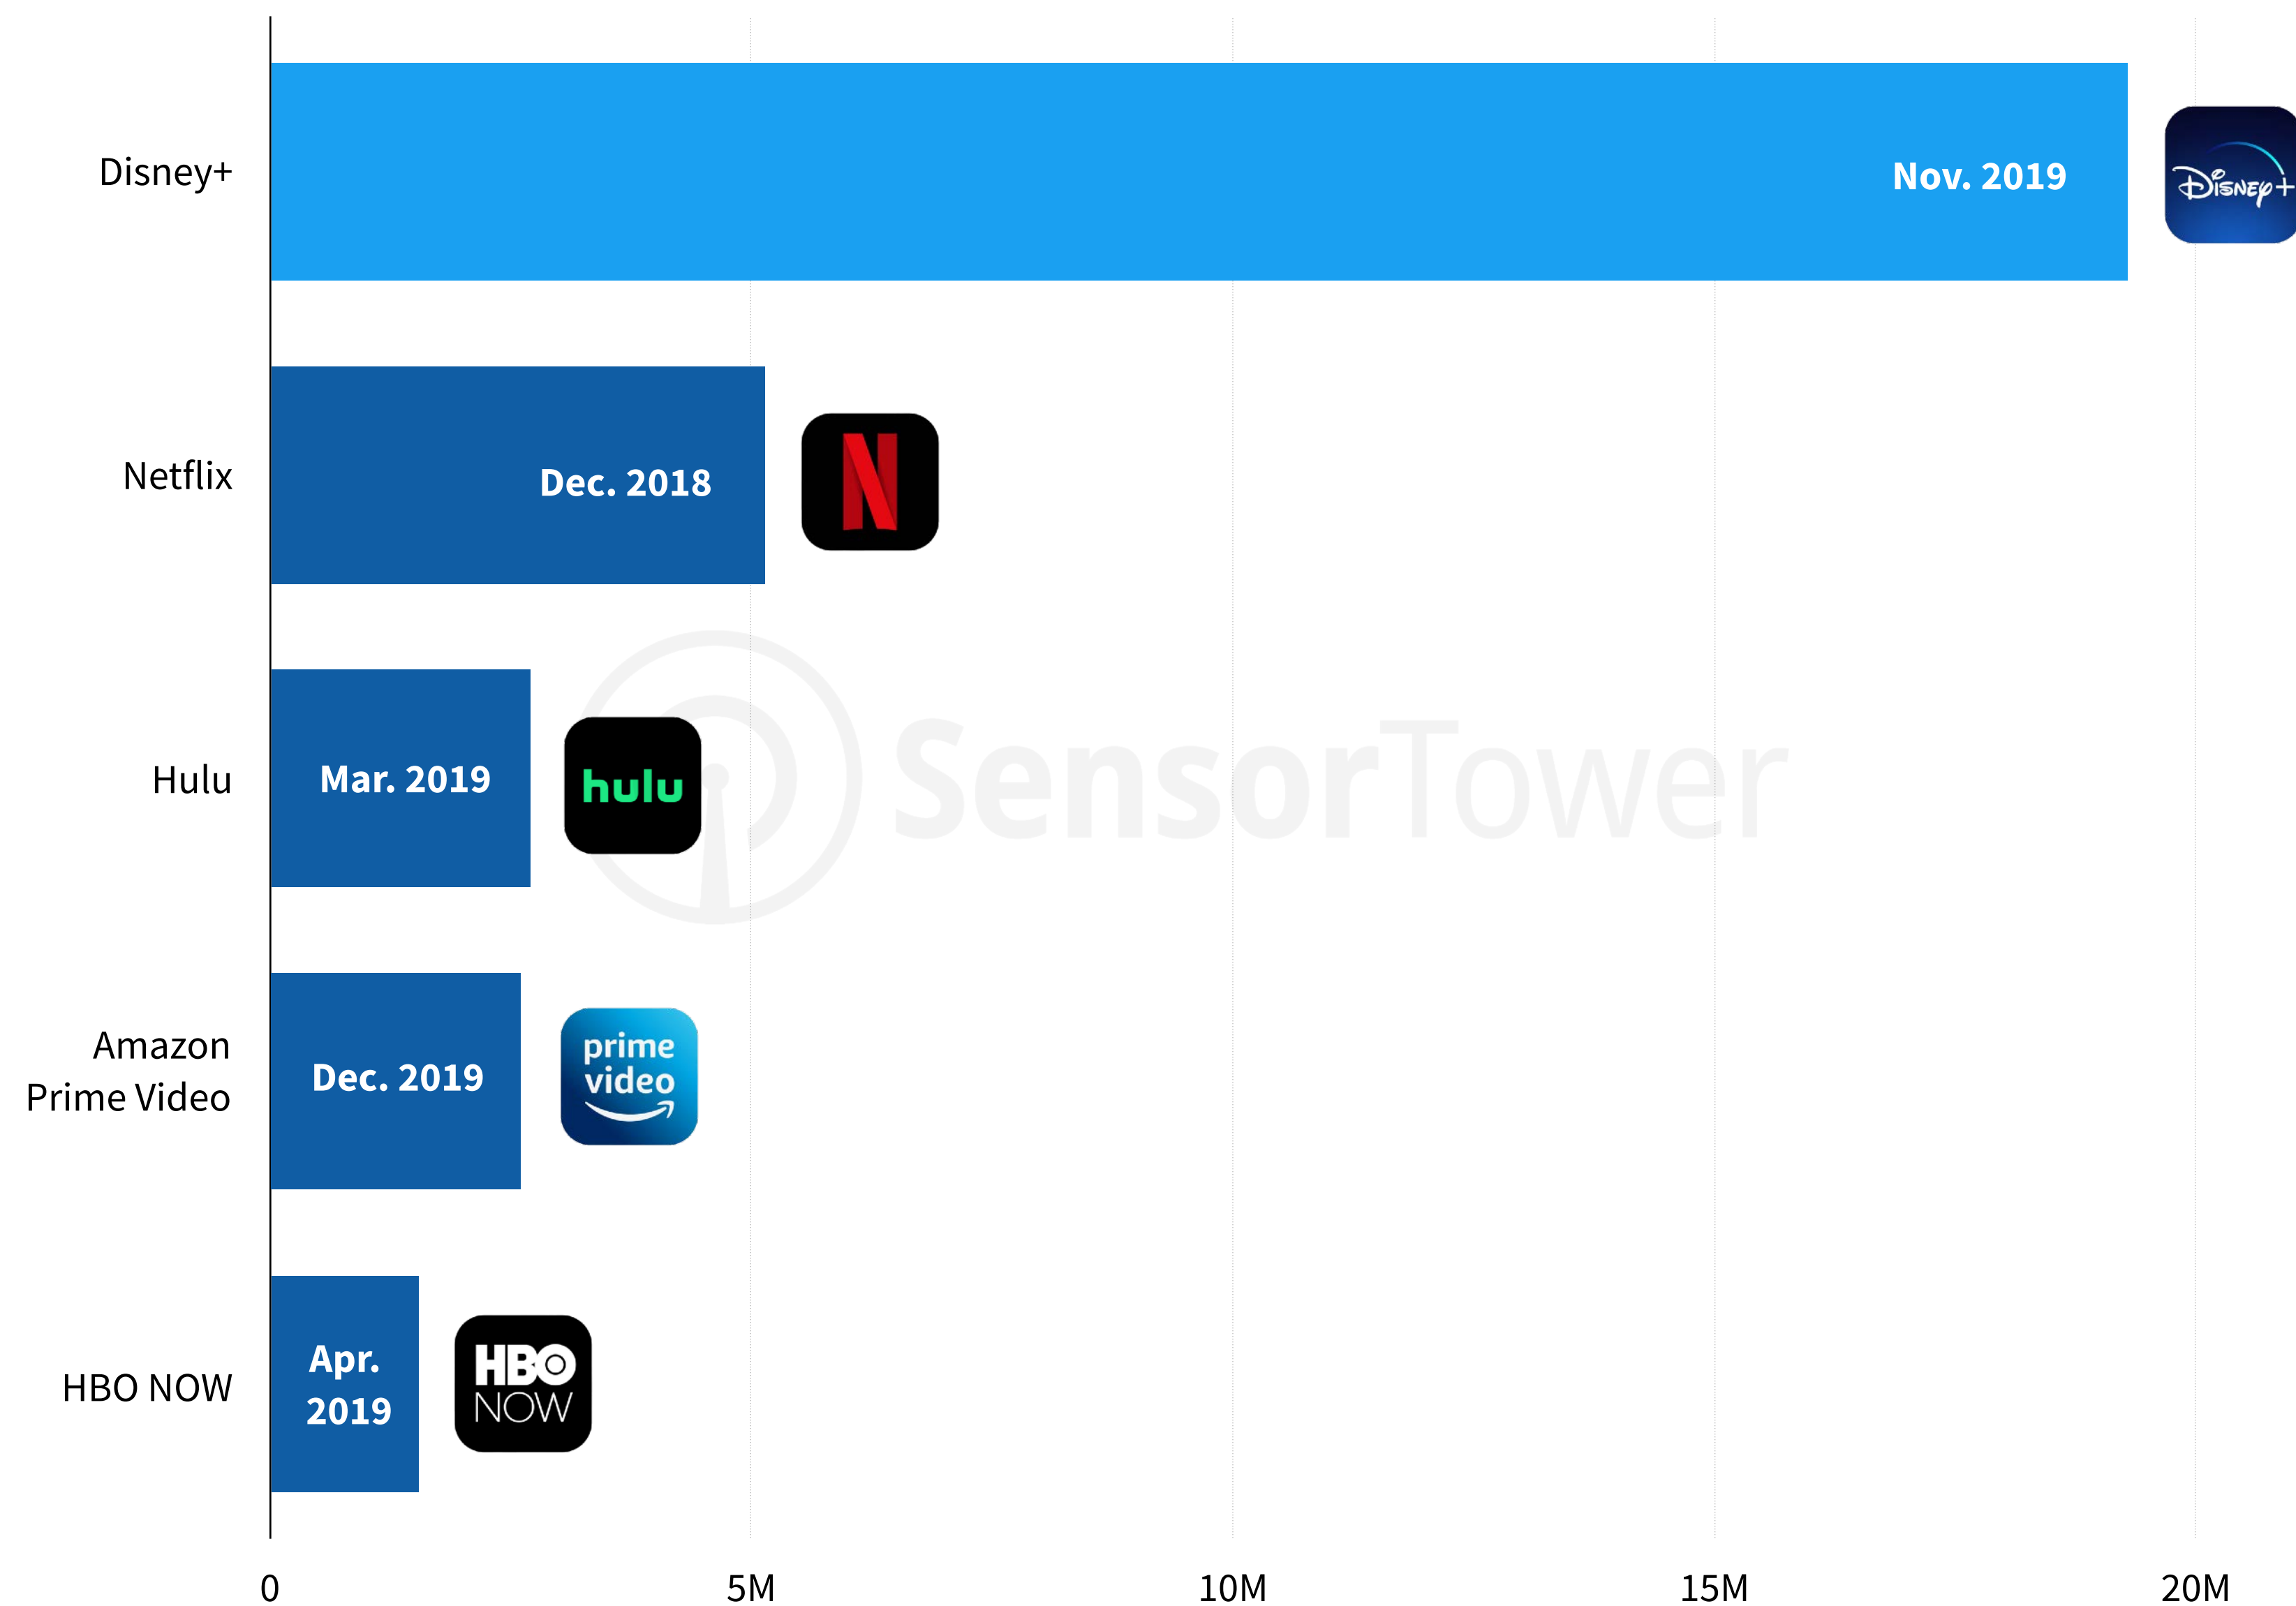 Disney+
Nov. 2019
Disney+
Netflix
Dec. 2018
N
Hulu
Mar. 2019
hulu
SensorTower
Amazon
Prime Video
Dec. 2019
prime
video
HBO NOW
Apr.
2019
HBO
NOW
0 5M 10M 15M 20M